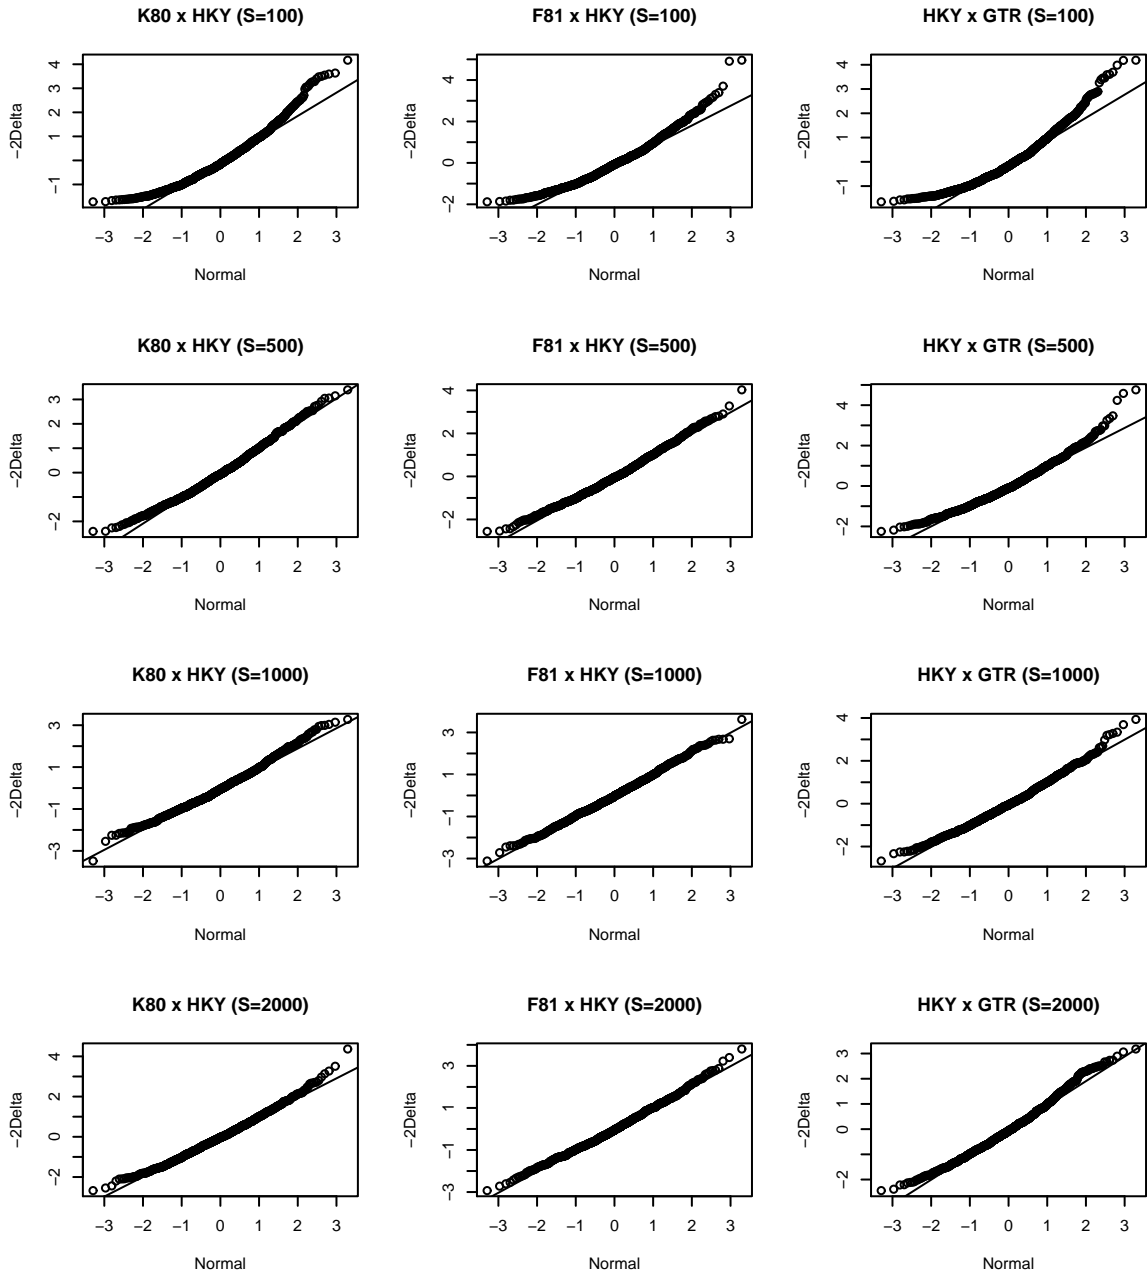 K80 x HKY (S=100)
−2Delta
−1 1 2 3 4
−3 −2 −1 0 1 2 3
Normal
F81 x HKY (S=100)
−2Delta
−2 0 2 4
−3 −2 −1 0 1 2 3
Normal
HKY x GTR (S=100)
−2Delta
−1 1 2 3 4
−3 −2 −1 0 1 2 3
Normal
K80 x HKY (S=500)
−2Delta
−2 0 1 2 3
−3 −2 −1 0 1 2 3
Normal
F81 x HKY (S=500)
−2Delta
−2 0 2 4
−3 −2 −1 0 1 2 3
Normal
HKY x GTR (S=500)
−2Delta
−2 0 2 4
−3 −2 −1 0 1 2 3
Normal
K80 x HKY (S=1000)
−2Delta
−3 −1 1 3
−3 −2 −1 0 1 2 3
Normal
F81 x HKY (S=1000)
−2Delta
−3 −1 1 3
−3 −2 −1 0 1 2 3
Normal
HKY x GTR (S=1000)
−2Delta
−2 0 2 4
−3 −2 −1 0 1 2 3
Normal
K80 x HKY (S=2000)
−2Delta
−2 0 2 4
−3 −2 −1 0 1 2 3
Normal
F81 x HKY (S=2000)
−2Delta
−3 −1 1 3
−3 −2 −1 0 1 2 3
Normal
HKY x GTR (S=2000)
−2Delta
−2 0 1 2 3
−3 −2 −1 0 1 2 3
Normal